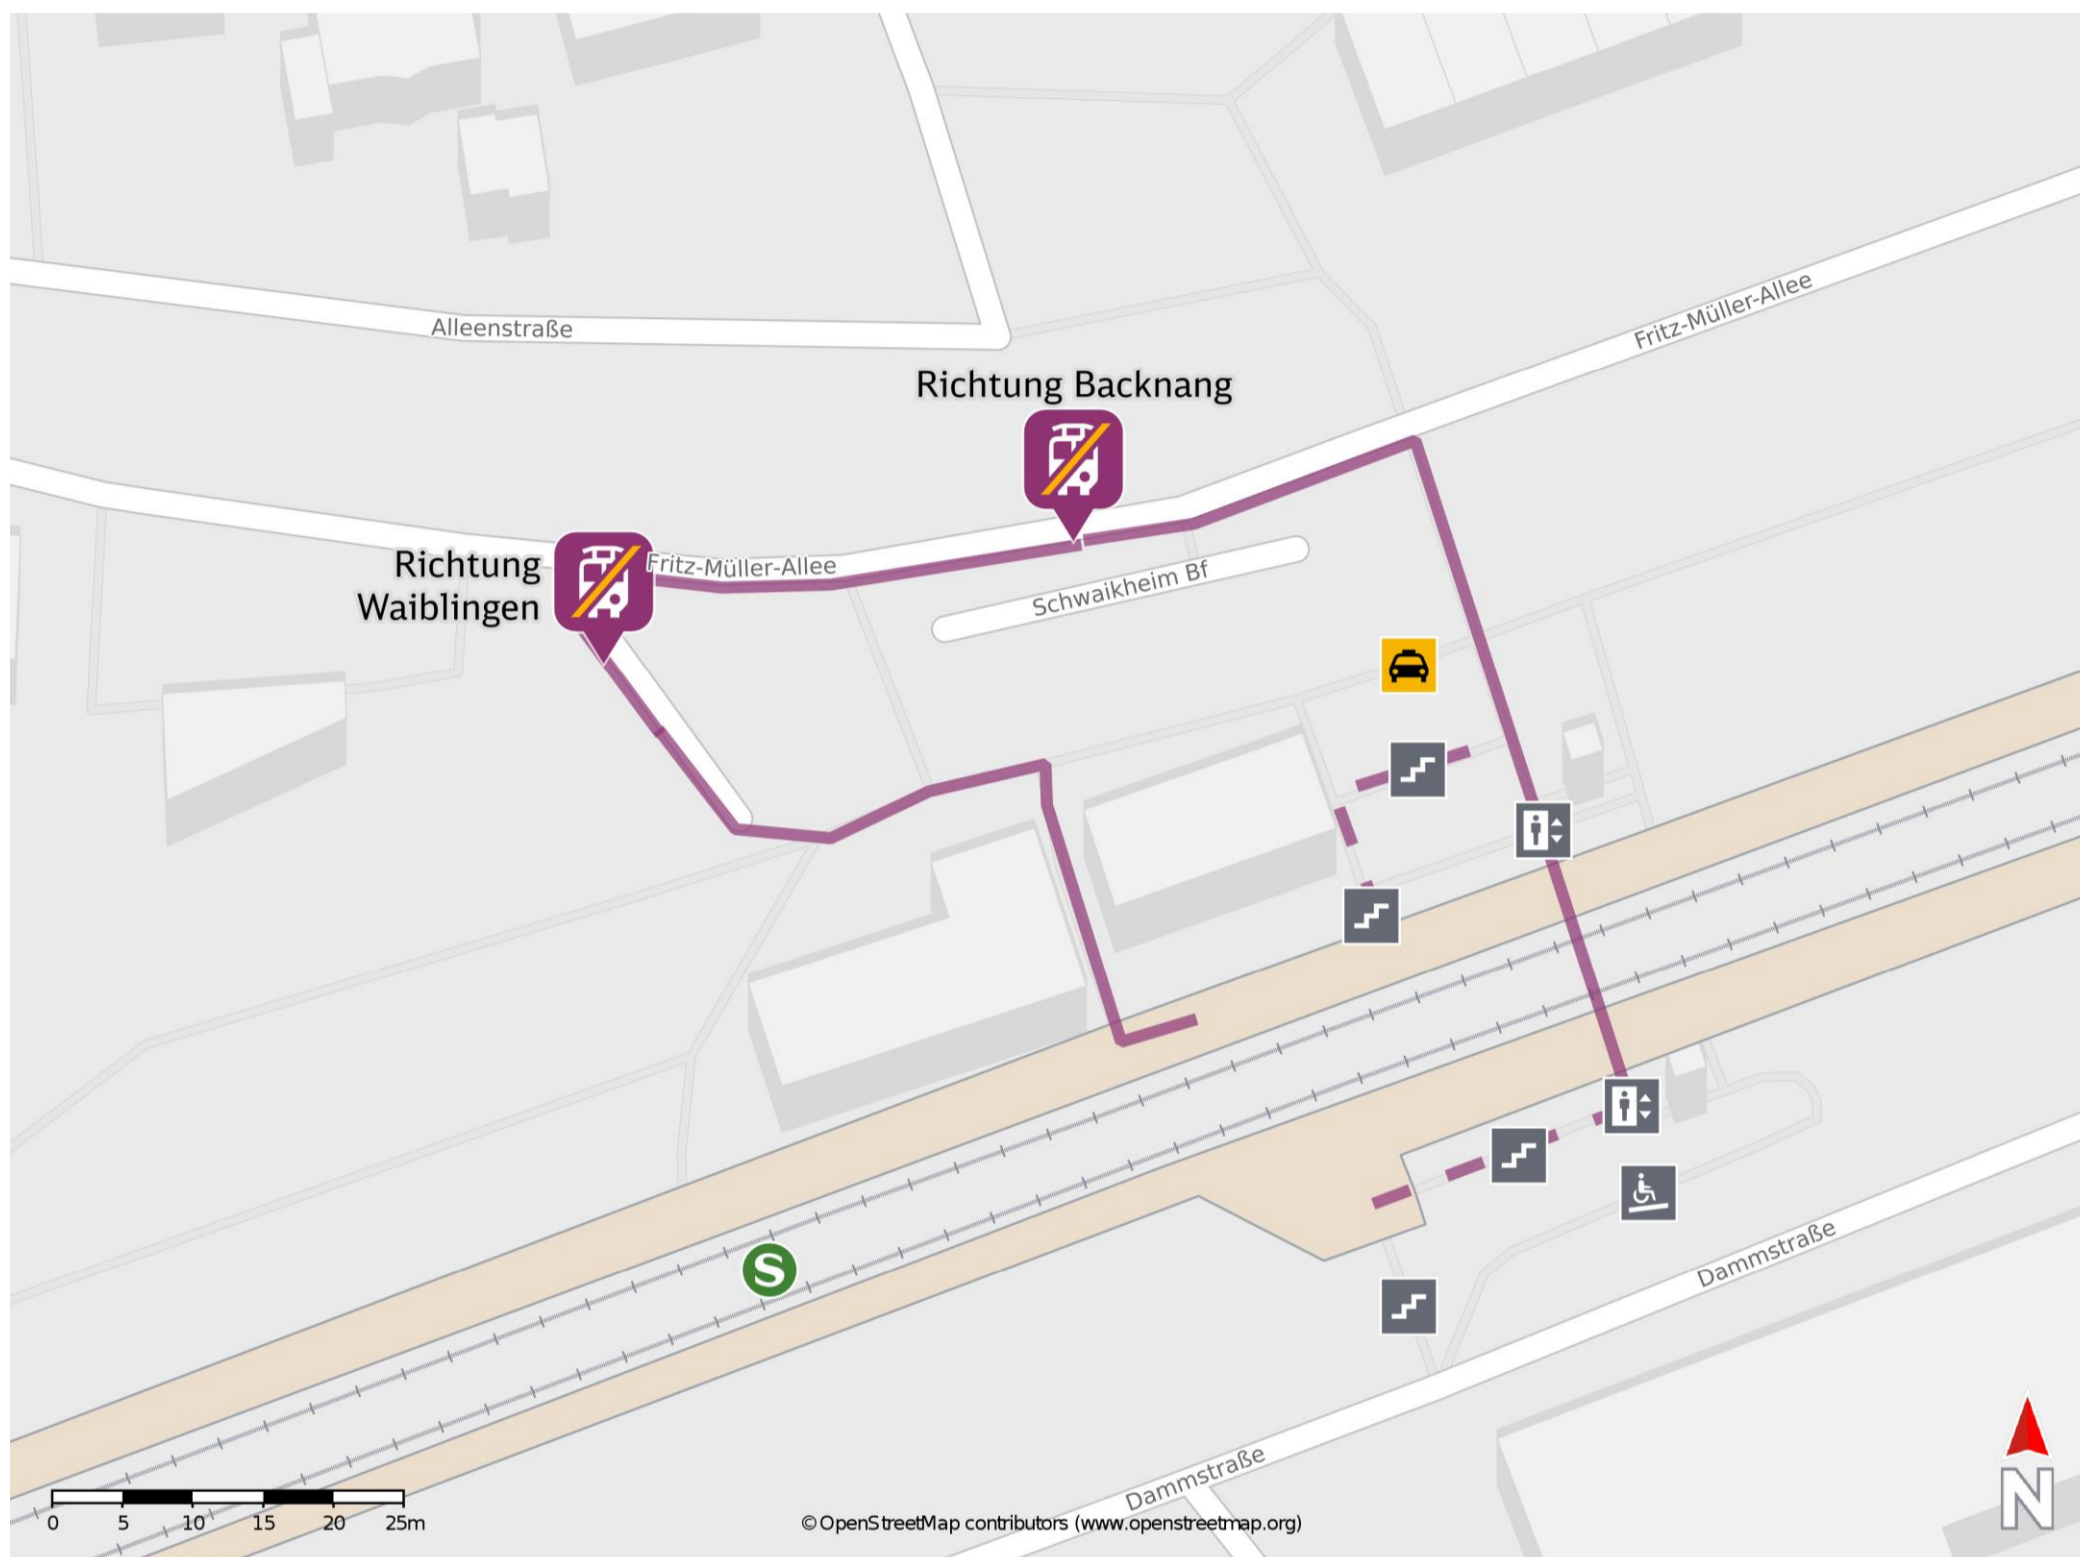 Fritz-Müller-Allee
Alleenstraße
Richtung Backnang
Richtung
Waiblingen
Fritz-Müller-Allee
Schwaikheim Bf
S
Dammstraße
Dammstraße
0 5 10 15 20 25m
© OpenStreetMap contributors (www.openstreetmap.org)
N